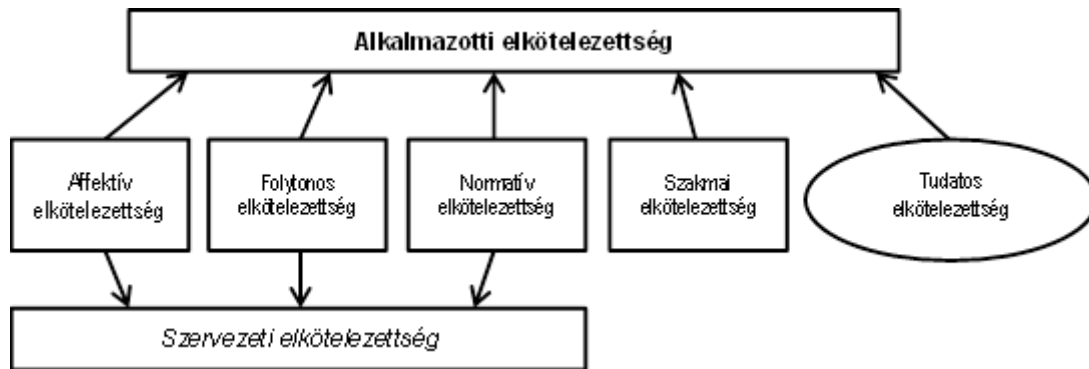 Alkalmazotti elkötelezettség
Affektív
elkötelezettség
Folytonos
elkötelezettség
Normatív
elkötelezettség
Szakmai
elkötelezettség
Tudatos
elkötelezettség
Szervezeti elkötelezettség